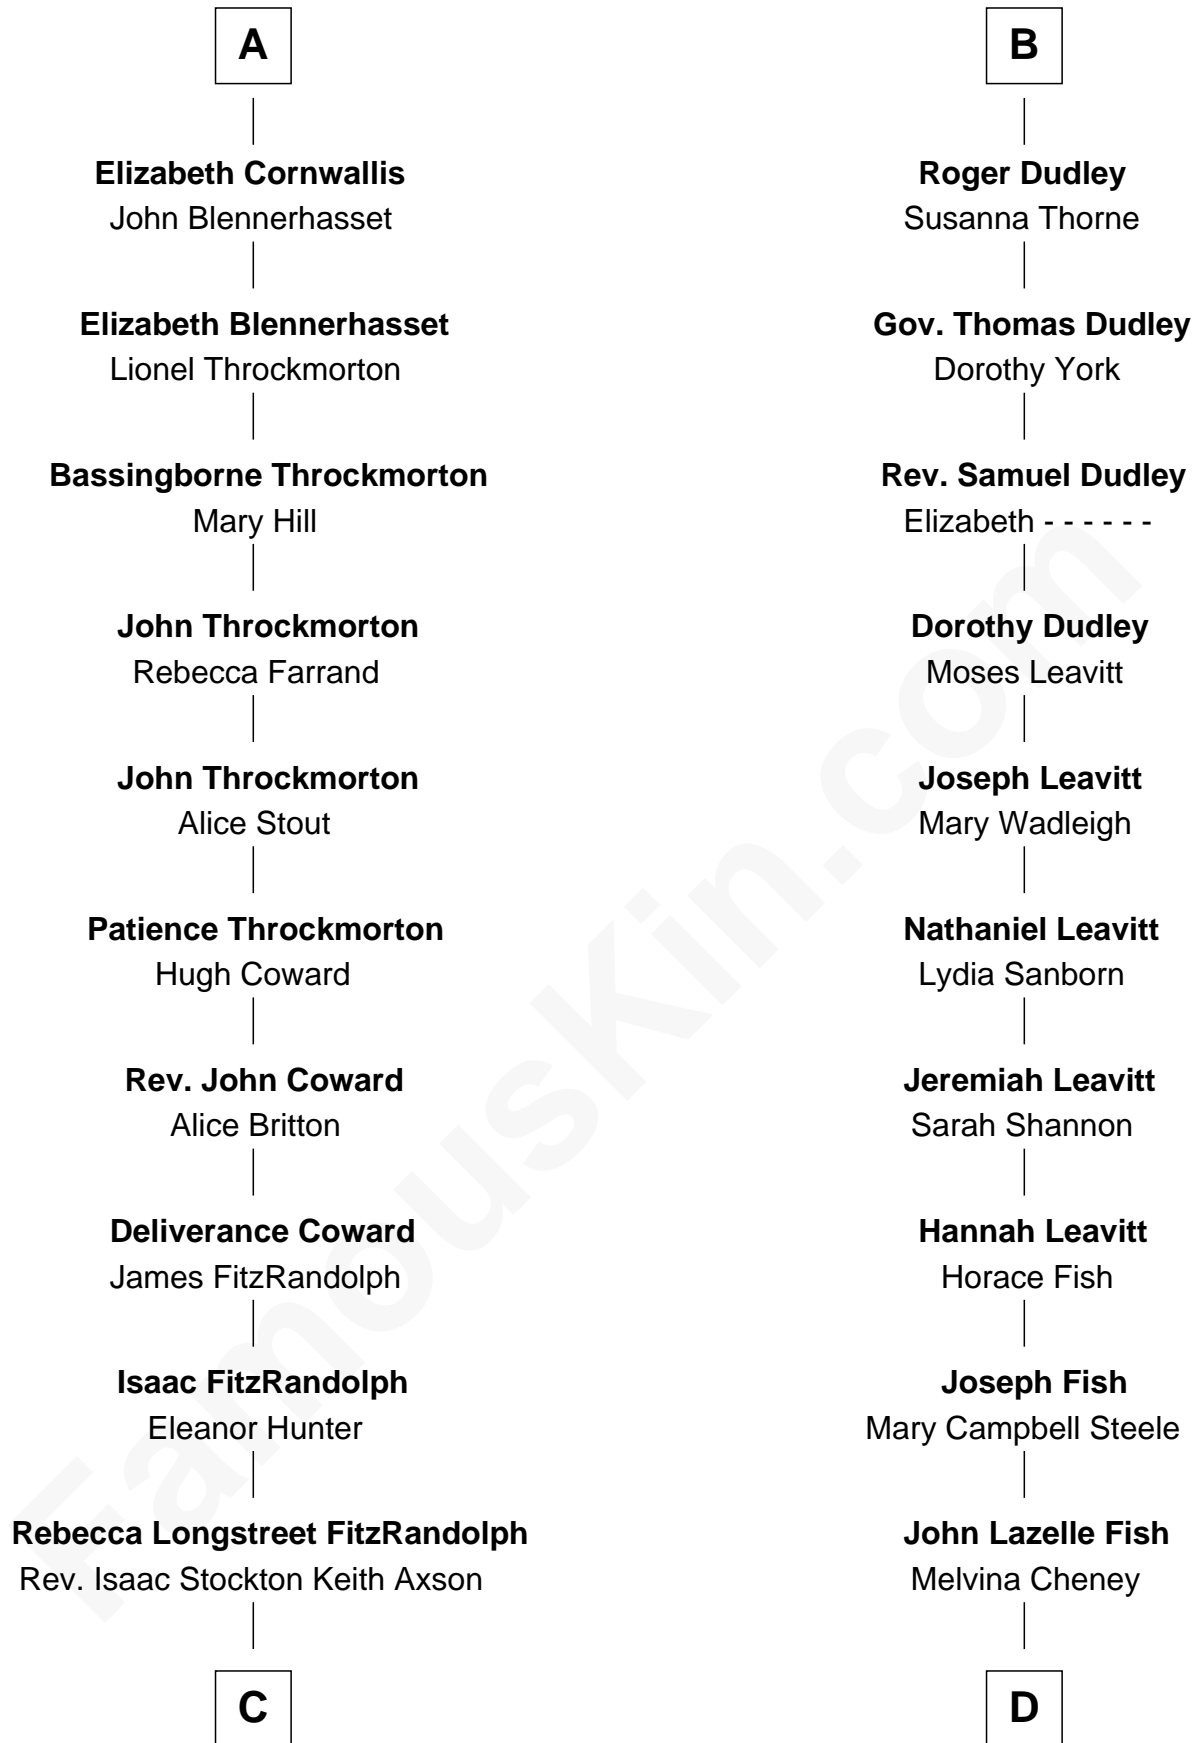 A
Elizabeth Cornwallis
John Blennerhasset
Elizabeth Blennerhasset
Lionel Throckmorton
Bassingborne Throckmorton
Mary Hill
John Throckmorton
Rebecca Farrand
John Throckmorton
Alice Stout
Patience Throckmorton
Hugh Coward
Rev. John Coward
Alice Britton
Deliverance Coward
James FitzRandolph
Isaac FitzRandolph
Eleanor Hunter
Rebecca Longstreet FitzRandolph
Rev. Isaac Stockton Keith Axson
C
B
Roger Dudley
Susanna Thorne
Gov. Thomas Dudley
Dorothy York
Rev. Samuel Dudley
Elizabeth - - - - - -
Dorothy Dudley
Moses Leavitt
Joseph Leavitt
Mary Wadleigh
Nathaniel Leavitt
Lydia Sanborn
Jeremiah Leavitt
Sarah Shannon
Hannah Leavitt
Horace Fish
Joseph Fish
Mary Campbell Steele
John Lazelle Fish
Melvina Cheney
D
FamousKin.com